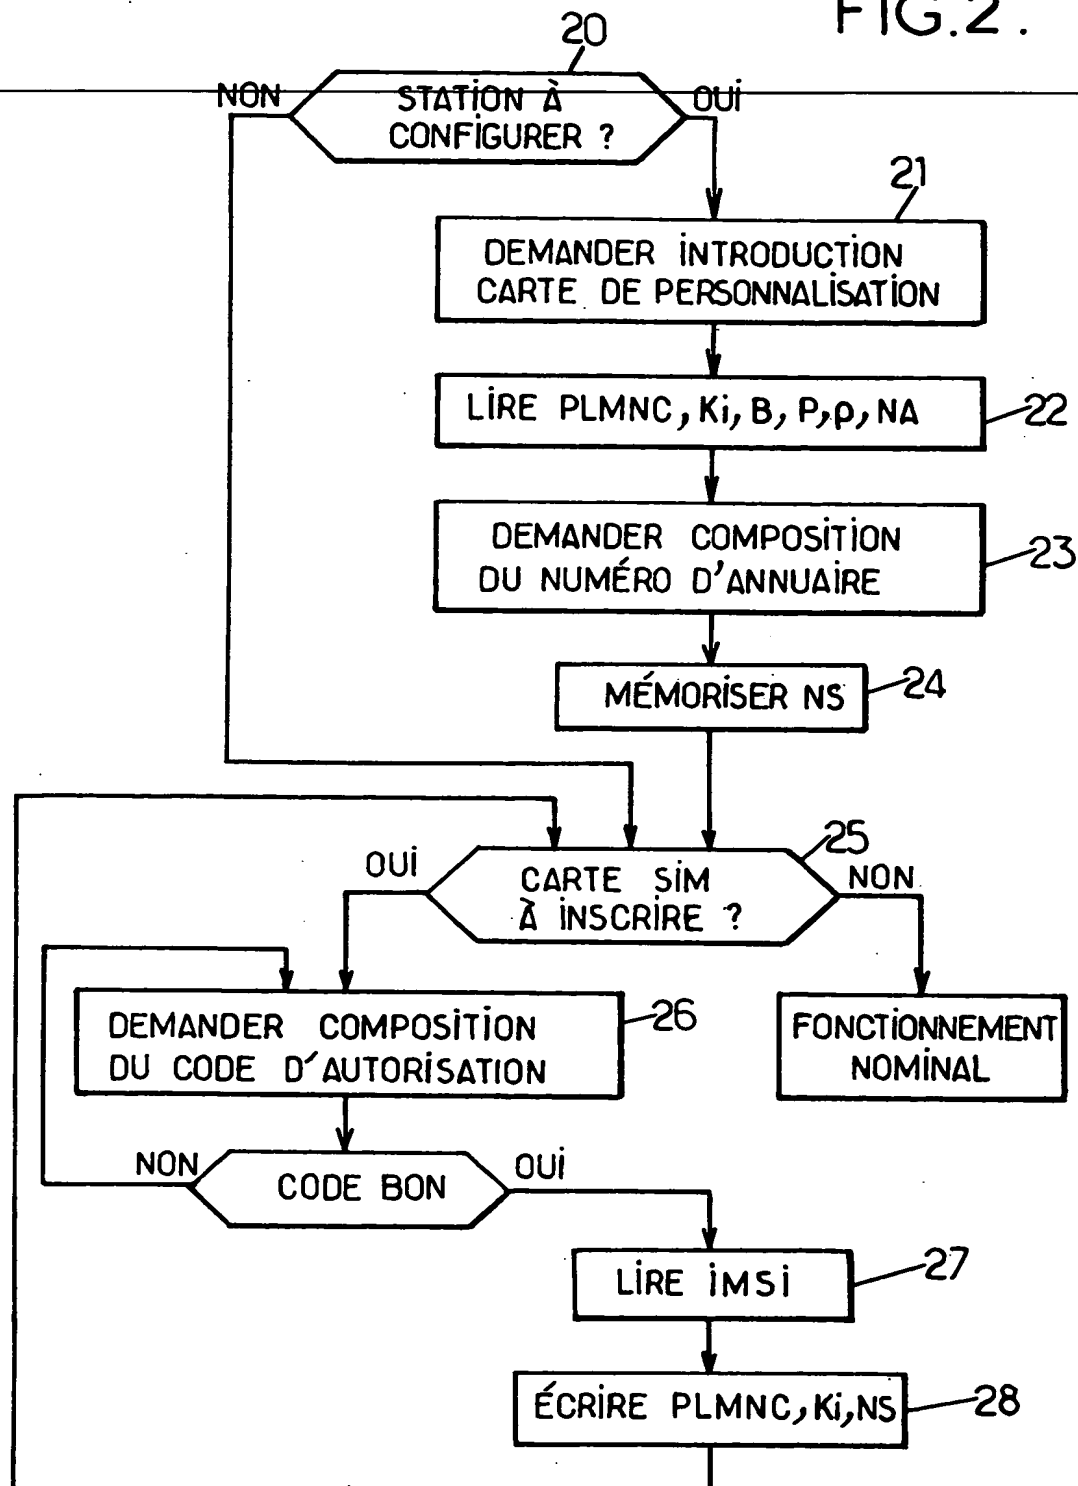 FIG.2.
20
NON
STATION À
CONFIGURER ?
OUI
21
DEMANDER INTRODUCTION
CARTE DE PERSONNALISATION
LIRE PLMNC, Ki, B, P, ρ, NA
22
DEMANDER COMPOSITION
DU NUMÉRO D'ANNUAIRE
23
MÉMORISER NS
24
25
OUI
CARTE SIM
À INSCRIRE ?
NON
DEMANDER COMPOSITION
DU CODE D'AUTORISATION
26
FONCTIONNEMENT
NOMINAL
NON
CODE BON
OUI
LIRE IMSI
27
ÉCRIRE PLMNC, Ki, NS
28